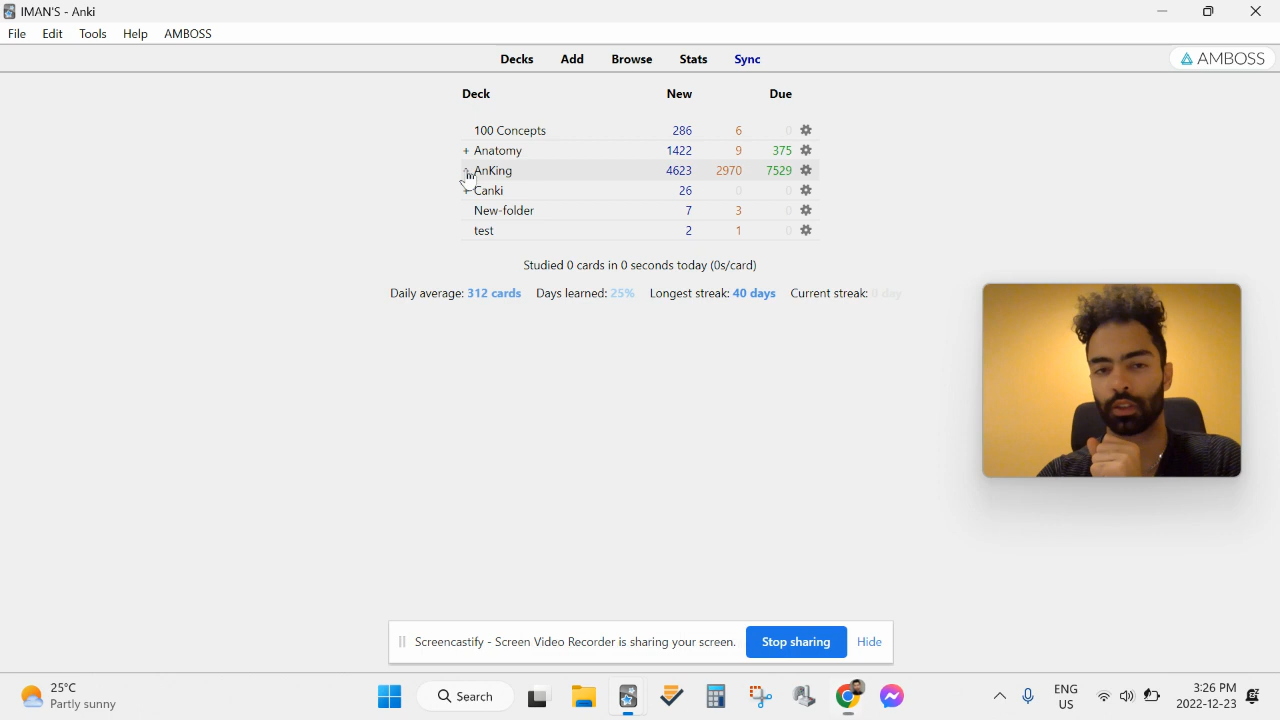 IMAN'S - Anki
File Edit Tools Help AMBOSS
Decks Add Browse Stats Sync
AMBOSS
Deck New Due
100 Concepts 286 6 0
+ Anatomy 1422 9 375
AnKing 4623 2970 7529
+ Canki 26 0 0
New-folder 7 3 0
test 2 1 0
Studied 0 cards in 0 seconds today (0s/card)
Daily average: 312 cards Days learned: 25% Longest streak: 40 days Current streak: 0 day
Screencastify - Screen Video Recorder is sharing your screen. Stop sharing Hide
25°C
Partly sunny
Search
ENG
US
3:26 PM
2022-12-23